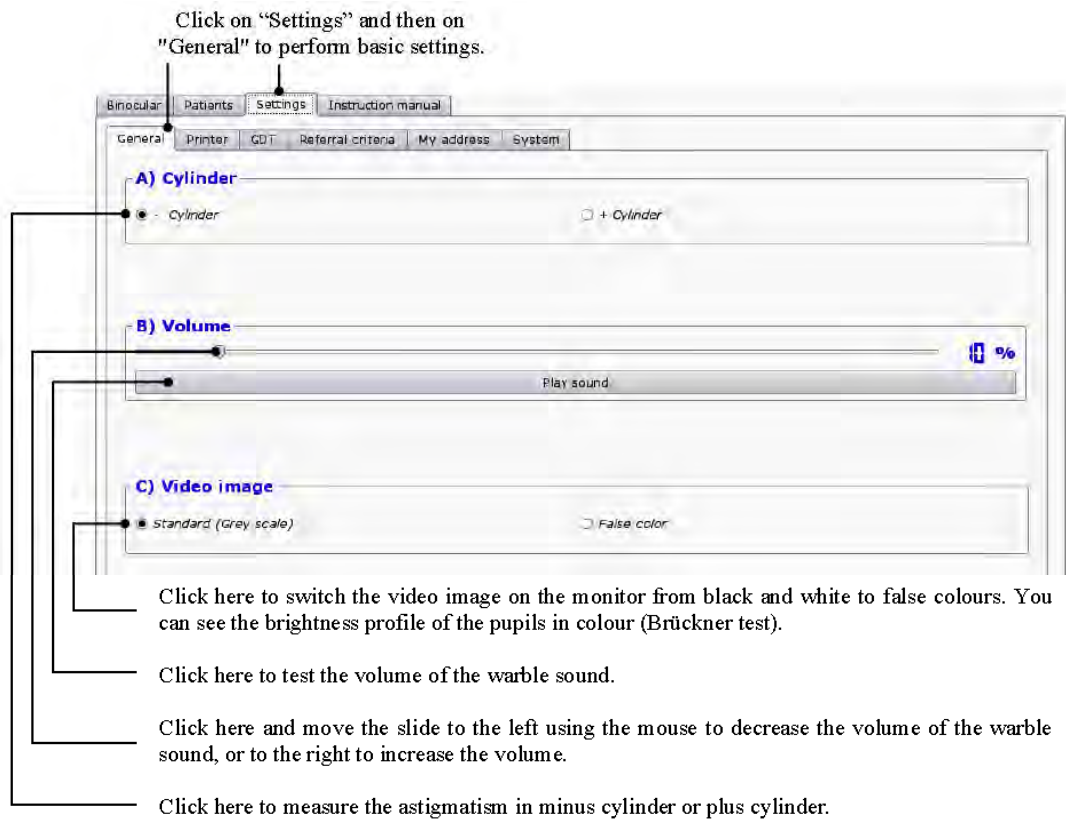 Click on “Settings” and then on
"General" to perform basic settings.
Binocular Patients Settings Instruction manual
General Printer GDT Referral criteria My address System
A) Cylinder
- Cylinder + Cylinder
B) Volume
%
Play sound
C) Video image
Standard (Grey scale) False color
Click here to switch the video image on the monitor from black and white to false colours. You
can see the brightness profile of the pupils in colour (Brückner test).
Click here to test the volume of the warble sound.
Click here and move the slide to the left using the mouse to decrease the volume of the warble
sound, or to the right to increase the volume.
Click here to measure the astigmatism in minus cylinder or plus cylinder.